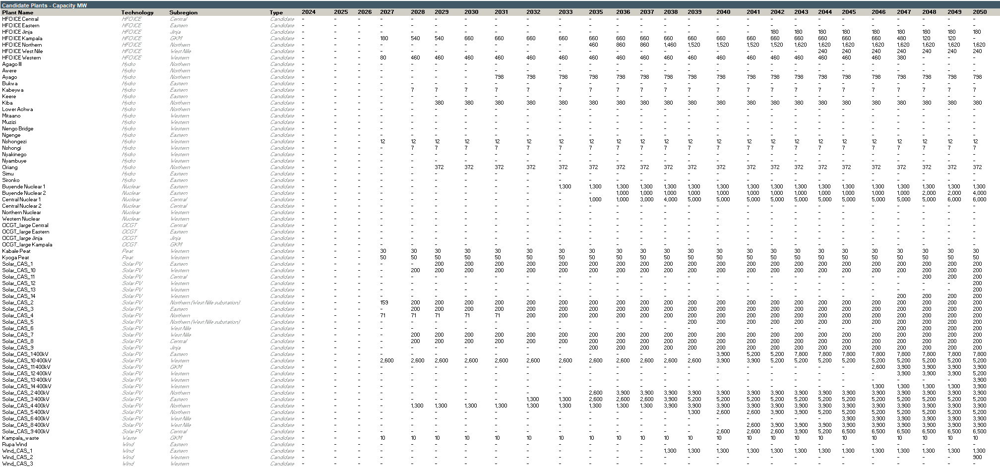 Candidate Plants - Capacity MW
Plant Name Technology Subregion Type 2024 2025 2026 2027 2028 2029 2030 2031 2032 2033 2035 2036 2037 2038 2039 2040 2041 2042 2043 2044 2045 2046 2047 2048 2049 2050
HFO ICE Central HFO ICE Central Candidate - - - - - - - - - - - - - - - - - - - - - - - - - -
HFO ICE Eastern HFO ICE Eastern Candidate - - - - - - - - - - - - - - - - - - - - - - - - - -
HFO ICE Jinja HFO ICE Jinja Candidate - - - - - - - - - - - - - - - - - 180 180 180 180 180 180 180 180 180
HFO ICE Kampala HFO ICE GKM Candidate - - - 180 540 540 660 660 660 660 660 660 660 660 660 660 660 660 660 660 660 660 480 120 120 -
HFO ICE Northern HFO ICE Northern Candidate - - - - - - - - - - 460 860 860 1,460 1,520 1,520 1,520 1,520 1,620 1,620 1,620 1,620 1,620 1,620 1,620 1,620
HFO ICE West Nile HFO ICE West Nile Candidate - - - - - - - - - - - - - - - - - - - 240 240 240 240 240 240 240
HFO ICE Western HFO ICE Western Candidate - - - 80 460 460 460 460 460 460 460 460 460 460 460 460 460 460 460 460 460 460 380 - - -
Agago III Hydro Northern Candidate - - - - - - - - - - - - - - - - - - - - - - - - - -
Awere Hydro Northern Candidate - - - - - - - - - - - - - - - - - - - - - - - - - -
Ayago Hydro Northern Candidate - - - - - - - 798 798 798 798 798 798 798 798 798 798 798 798 798 798 798 798 798 798 798
Bukwa Hydro Eastern Candidate - - - - - - - - - - - - - - - - - - - - - - - - - -
Kabeywa Hydro Eastern Candidate - - - - 7 7 7 7 7 7 7 7 7 7 7 7 7 7 7 7 7 7 7 7 7 7
Keere Hydro Eastern Candidate - - - - - - - - - - - - - - - - - - - - - - - - - -
Kiba Hydro Northern Candidate - - - - - 380 380 380 380 380 380 380 380 380 380 380 380 380 380 380 380 380 380 380 380 380
Lower Achwa Hydro Northern Candidate - - - - - - - - - - - - - - - - - - - - - - - - - -
Mitaano Hydro Western Candidate - - - - - - - - - - - - - - - - - - - - - - - - - -
Muzizi Hydro Western Candidate - - - - - - - - - - - - - - - - - - - - - - - - - -
Nengo Bridge Hydro Western Candidate - - - - - - - - - - - - - - - - - - - - - - - - - -
Ngenge Hydro Eastern Candidate - - - - - - - - - - - - - - - - - - - - - - - - - -
Nshongezi Hydro Western Candidate - - - 12 12 12 12 12 12 12 12 12 12 12 12 12 12 12 12 12 12 12 12 12 12 12
Nshongi Hydro Western Candidate - - - - 7 7 7 7 7 7 7 7 7 7 7 7 7 7 7 7 7 7 7 7 7 7
Nyakinego Hydro Western Candidate - - - - - - - - - - - - - - - - - - - - - - - - - -
Nyambuye Hydro Western Candidate - - - - - - - - - - - - - - - - - - - - - - - - - -
Oriang Hydro Northern Candidate - - - - - 372 372 372 372 372 372 372 372 372 372 372 372 372 372 372 372 372 372 372 372 372
Simu Hydro Eastern Candidate - - - - - - - - - - - - - - - - - - - - - - - - - -
Sironko Hydro Eastern Candidate - - - - - - - - - - - - - - - - - - - - - - - - - -
Buyende Nuclear 1 Nuclear Eastern Candidate - - - - - - - - - 1,300 1,300 1,300 1,300 1,300 1,300 1,300 1,300 1,300 1,300 1,300 1,300 1,300 1,300 1,300 1,300 1,300
Buyende Nuclear 2 Nuclear Eastern Candidate - - - - - - - - - - - 1,000 1,000 1,000 1,000 1,000 1,000 1,000 1,000 1,000 1,000 1,000 1,000 2,000 2,000 4,000
Central Nuclear 1 Nuclear Central Candidate - - - - - - - - - - 1,000 1,000 3,000 4,000 5,000 5,000 5,000 5,000 5,000 5,000 5,000 5,000 5,000 5,000 6,000 6,000
Central Nuclear 2 Nuclear Central Candidate - - - - - - - - - - - - - - - - - - - - - - - - - -
Northern Nuclear Nuclear Northern Candidate - - - - - - - - - - - - - - - - - - - - - - - - - -
Western Nuclear Nuclear Western Candidate - - - - - - - - - - - - - - - - - - - - - - - - - -
OCGT_large Central OCGT Central Candidate - - - - - - - - - - - - - - - - - - - - - - - - - -
OCGT_large Eastern OCGT Eastern Candidate - - - - - - - - - - - - - - - - - - - - - - - - - -
OCGT_large Jinja OCGT Jinja Candidate - - - - - - - - - - - - - - - - - - - - - - - - - -
OCGT_large Kampala OCGT GKM Candidate - - - - - - - - - - - - - - - - - - - - - - - - - -
Kabale Peat Peat Western Candidate - - - 30 30 30 30 30 30 30 30 30 30 30 30 30 30 30 30 30 30 30 30 30 30 30
Kyoga Peat Peat Western Candidate - - - 50 50 50 50 50 50 50 50 50 50 50 50 50 50 50 50 50 50 50 50 50 50 50
Solar_CAS_1 Solar PV Eastern Candidate - - - - - 200 200 200 200 200 200 200 200 200 200 200 200 200 200 200 200 200 200 200 200 200
Solar_CAS_10 Solar PV Western Candidate - - - - 200 200 200 200 200 200 200 200 200 200 200 200 200 200 200 200 200 200 200 200 200 200
Solar_CAS_11 Solar PV Central Candidate - - - - - - - - - - - - - - - - - - - - - - - 200 200 200
Solar_CAS_12 Solar PV Western Candidate - - - - - - - - - - - - - - - - - - - - - - - - - 200
Solar_CAS_13 Solar PV Western Candidate - - - - - - - - - - - - - - - - - - - - - - - - - 200
Solar_CAS_14 Solar PV Western Candidate - - - - - - - - - - - - - - - - - - - - - - 200 200 200 200
Solar_CAS_2 Solar PV Northern (West Nile substation) Candidate - - - 159 200 200 200 200 200 200 200 200 200 200 200 200 200 200 200 200 200 200 200 200 200 200
Solar_CAS_3 Solar PV Eastern Candidate - - - - 200 200 200 200 200 200 200 200 200 200 200 200 200 200 200 200 200 200 200 200 200 200
Solar_CAS_4 Solar PV Northern Candidate - - - 71 71 71 71 71 200 200 200 200 200 200 200 200 200 200 200 200 200 200 200 200 200 200
Solar_CAS_5 Solar PV Northern (West Nile substation) Candidate - - - - - - - - - - - - - - 200 200 200 200 200 200 200 200 200 200 200 200
Solar_CAS_6 Solar PV West Nile Candidate - - - - - - - - - - - - - - - - - - - - - - 200 200 200 200
Solar_CAS_7 Solar PV West Nile Candidate - - - - 200 200 200 200 200 200 200 200 200 200 200 200 200 200 200 200 200 200 200 200 200 200
Solar_CAS_8 Solar PV Central Candidate - - - - 200 200 200 200 200 200 200 200 200 200 200 200 200 200 200 200 200 200 200 200 200 200
Solar_CAS_9 Solar PV Jinja Candidate - - - - - - - - - - 200 200 200 200 200 200 200 200 200 200 200 200 200 200 200 200
Solar_CAS_1 400kV Solar PV Eastern Candidate - - - - - - - - - - - - - - - 3,900 5,200 5,200 7,800 7,800 7,800 7,800 7,800 7,800 7,800 7,800
Solar_CAS_10 400kV Solar PV Western Candidate - - - 2,600 2,600 2,600 2,600 2,600 2,600 2,600 2,600 2,600 2,600 2,600 2,600 3,900 3,900 5,200 5,200 5,200 5,200 5,200 5,200 5,200 5,200 5,200
Solar_CAS_11 400kV Solar PV GKM Candidate - - - - - - - - - - - - - - - - - - - - - 2,600 3,900 3,900 3,900 3,900
Solar_CAS_12 400kV Solar PV Western Candidate - - - - - - - - - - - - - - - - - - - - - - 3,900 3,900 3,900 5,200
Solar_CAS_13 400kV Solar PV Western Candidate - - - - - - - - - - - - - - - - - - - - - - - - - 3,900
Solar_CAS_14 400kV Solar PV Western Candidate - - - - - - - - - - - - - - - - - - - - - 1,300 1,300 1,300 1,300 3,900
Solar_CAS_2 400kV Solar PV Northern Candidate - - - - - - - - - - 2,600 3,900 3,900 3,900 3,900 3,900 3,900 3,900 3,900 3,900 3,900 3,900 3,900 3,900 3,900 3,900
Solar_CAS_3 400kV Solar PV Eastern Candidate - - - - - - - - 1,300 1,300 2,600 2,600 2,600 3,900 5,200 5,200 5,200 5,200 5,200 5,200 5,200 5,200 5,200 5,200 5,200 5,200
Solar_CAS_4 400kV Solar PV Northern Candidate - - - - 1,300 1,300 1,300 1,300 1,300 1,300 1,300 1,300 1,300 3,900 3,900 3,900 3,900 3,900 3,900 3,900 3,900 3,900 3,900 3,900 3,900 3,900
Solar_CAS_5 400kV Solar PV Northern Candidate - - - - - - - - - - - - - - 1,300 2,600 2,600 3,900 3,900 5,200 5,200 5,200 5,200 5,200 5,200 5,200
Solar_CAS_6 400kV Solar PV West Nile Candidate - - - - - - - - - - - - - - - - - - - - 3,900 3,900 3,900 3,900 3,900 3,900
Solar_CAS_8 400kV Solar PV West Nile Candidate - - - - - - - - - - - - - - - - 2,600 3,900 3,900 3,900 3,900 3,900 3,900 3,900 3,900 3,900
Solar_CAS_9 400kV Solar PV Central Candidate - - - - - - - - - - - - - - - 2,600 2,600 2,600 3,900 5,200 6,500 6,500 6,500 6,500 6,500 6,500
Kampala_waste Waste GKM Candidate - - - 10 10 10 10 10 10 10 10 10 10 10 10 10 10 10 10 10 10 10 10 10 10 10
Rupa Wind Wind Eastern Candidate - - - - - - - - - - - - - - - - - - - - - - - - - -
Wind_CAS_1 Wind Eastern Candidate - - - - - - - - - - - - - 1,300 1,300 1,300 1,300 1,300 1,300 1,300 1,300 1,300 1,300 1,300 1,300 1,300
Wind_CAS_2 Wind Western Candidate - - - - - - - - - - - - - - - - - - - - - - - - - 900
Wind_CAS_3 Wind Western Candidate - - - - - - - - - - - - - - - - - - - - - - - - - -